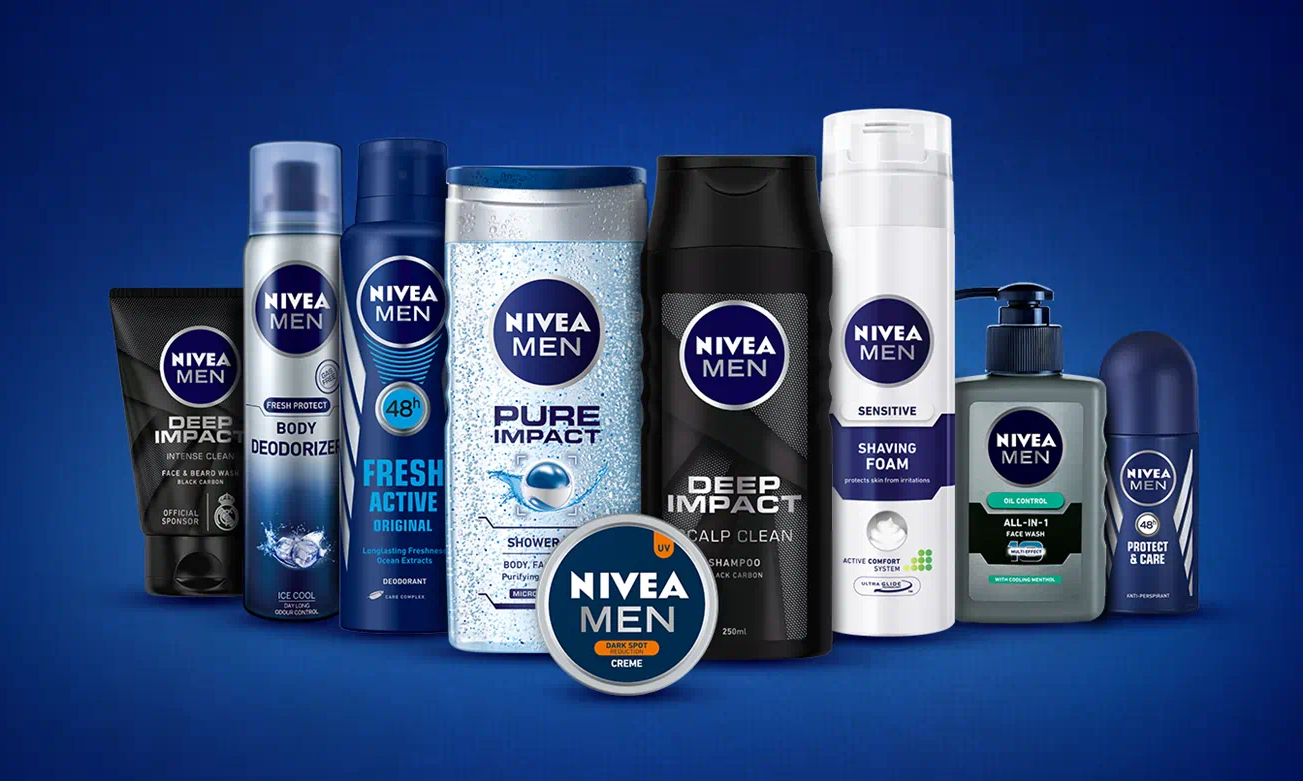 NIVEA
MEN
DEEP
IMPACT
INTENSE CLEAN
FACE & BEARD WASH
BLACK CARBON
OFFICIAL
SPONSOR
NIVEA
MEN
FRESH PROTECT
BODY
DEODORIZER
ICE COOL
DAY LONG
ODOUR CONTROL
NIVEA
MEN
48h
FRESH
ACTIVE
ORIGINAL
Longlasting Freshness
Ocean Extracts
DEODORANT
CARE COMPLEX
NIVEA
MEN
PURE
IMPACT
SHOWER
BODY, FA
Purifying
MICRO
NIVEA
MEN
DEEP
IMPACT
CALP CLEAN
SHAMPOO
LACK CARBON
250ml
UV
NIVEA
MEN
DARK SPOT
REDUCTION
CREME
NIVEA
MEN
SENSITIVE
SHAVING
FOAM
protects skin from irritations
ACTIVE COMFORT
SYSTEM
ULTRA GLIDE
NIVEA
MEN
OIL CONTROL
ALL-IN-1
FACE WASH
10
MULTI EFFECT
WITH COOLING MENTHOL
NIVEA
MEN
48h
PROTECT
& CARE
ANTI-PERSPIRANT